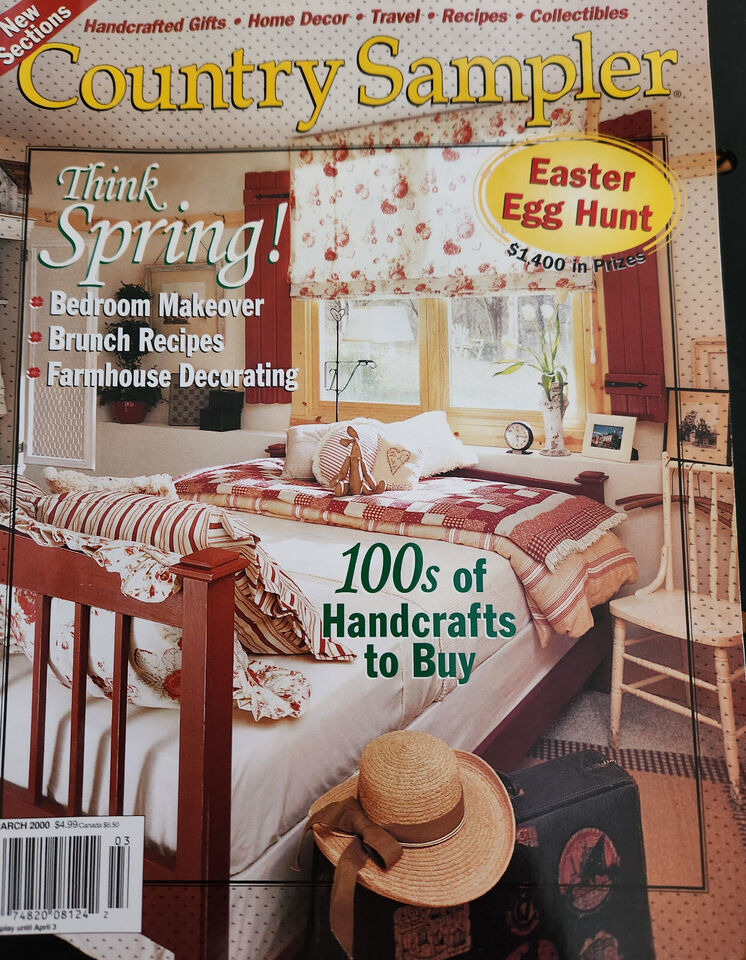 New
Sections
Handcrafted Gifts • Home Decor • Travel • Recipes • Collectibles
Country Sampler®
Think
Spring!
Bedroom Makeover
Brunch Recipes
Farmhouse Decorating
Easter
Egg Hunt
$1400 in Prizes
100s of
Handcrafts
to Buy
ARCH 2000 $4.99/Canada $6.50
03
74820 08124 2
play until April 3